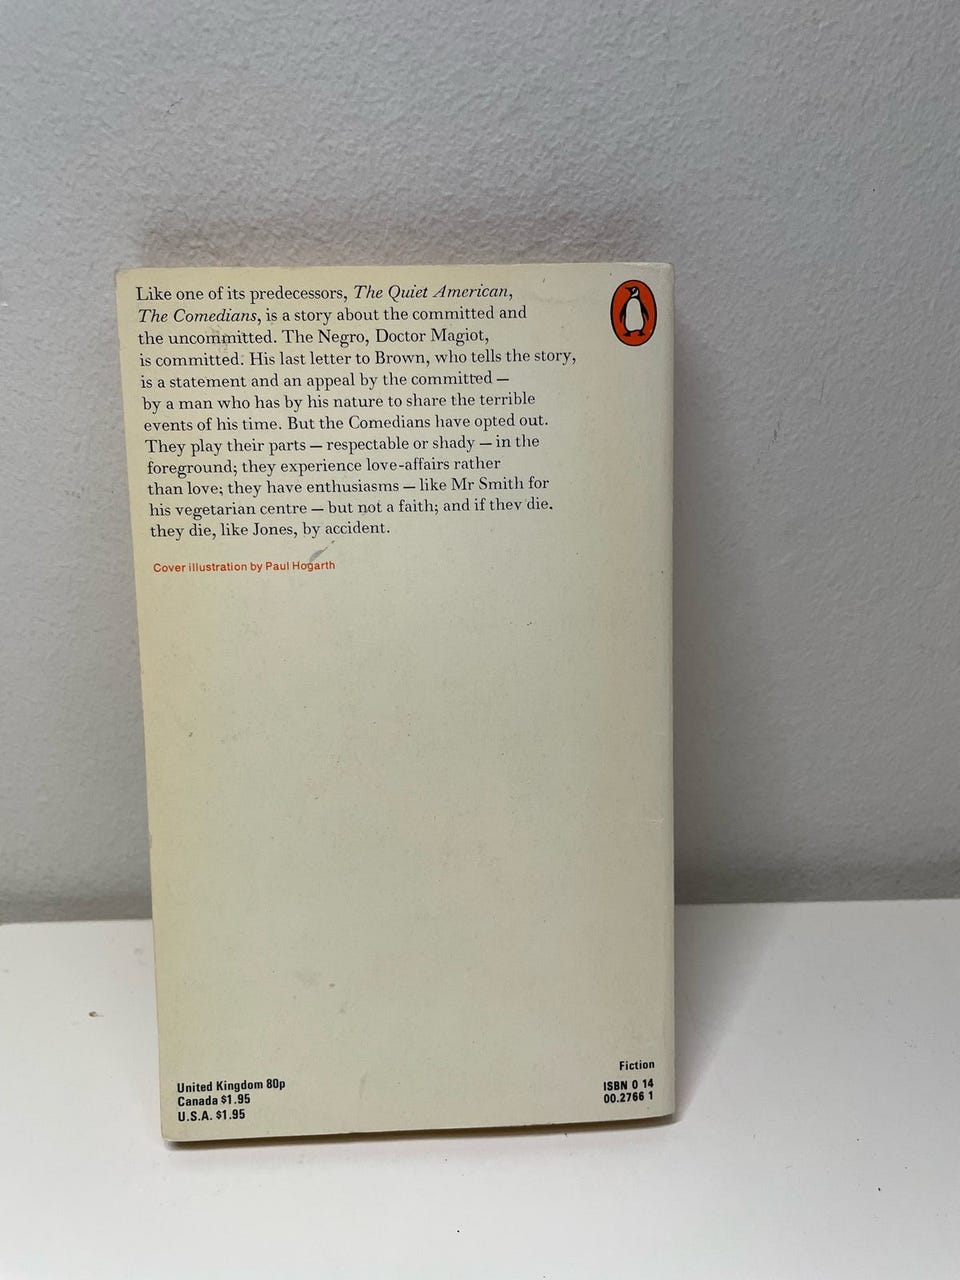 Like one of its predecessors, The Quiet American,
The Comedians, is a story about the committed and
the uncommitted. The Negro, Doctor Magiot,
is committed. His last letter to Brown, who tells the story,
is a statement and an appeal by the committed —
by a man who has by his nature to share the terrible
events of his time. But the Comedians have opted out.
They play their parts — respectable or shady — in the
foreground; they experience love-affairs rather
than love; they have enthusiasms — like Mr Smith for
his vegetarian centre — but not a faith; and if they die.
they die, like Jones, by accident.
Cover illustration by Paul Hogarth
United Kingdom 80p
Canada $1.95
U.S.A. $1.95
Fiction
ISBN 0 14
00.2766 1